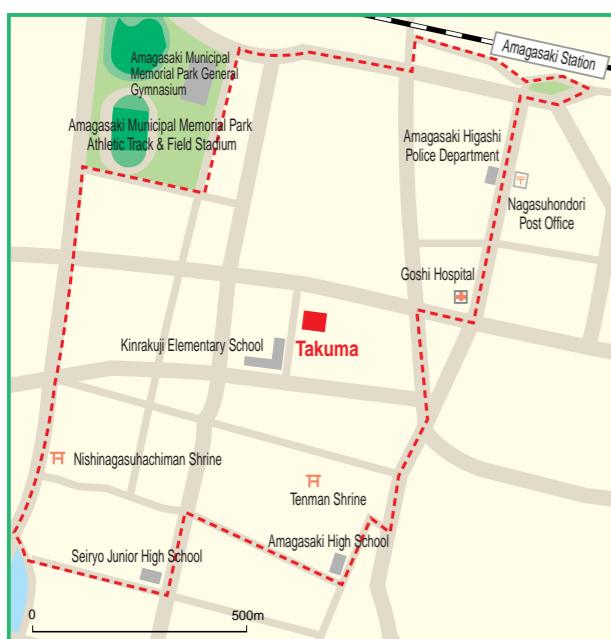 Amagasaki Station
Amagasaki Municipal
Memorial Park General
Gymnasium
Amagasaki Municipal Memorial Park
Athletic Track & Field Stadium
Amagasaki Higashi
Police Department
〒
Nagasuhondori
Post Office
Goshi Hospital
Takuma
Kinrakuji Elementary School
Nishinagasuhachiman Shrine
Tenman Shrine
Amagasaki High School
Seiryo Junior High School
0 500m